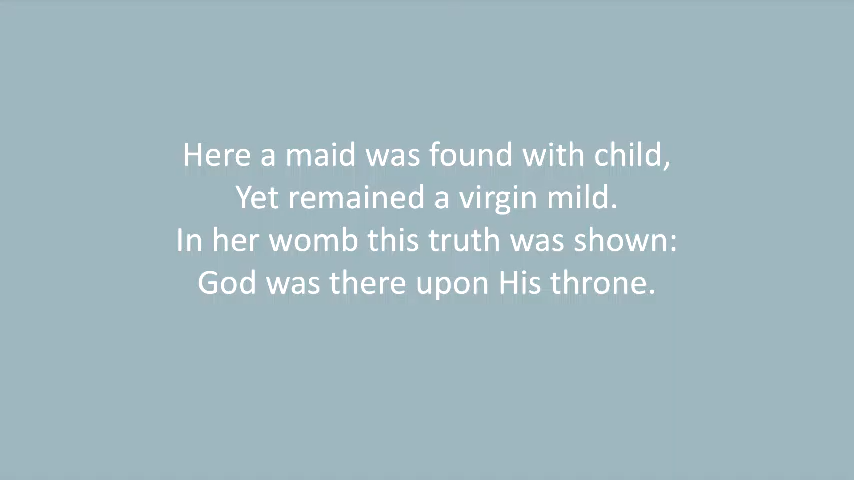 Here a maid was found with child,
Yet remained a virgin mild.
In her womb this truth was shown:
God was there upon His throne.